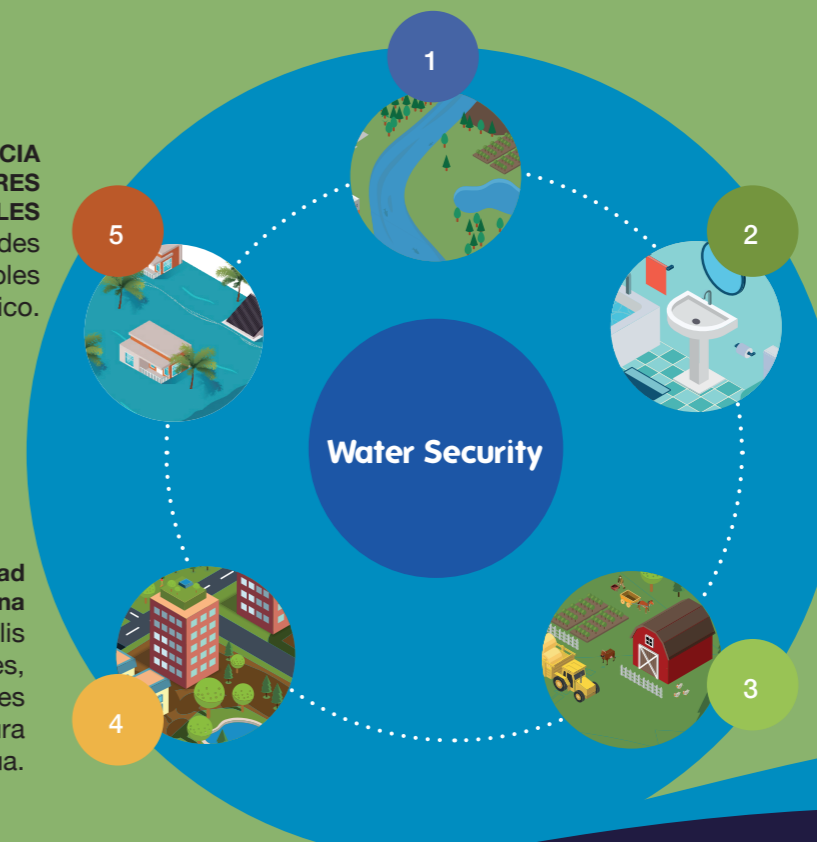 1
CIA
RES
LES
des
bles
ico.
5
2
Water Security
ad
na
lis
es,
es
ura
ua.
4
3